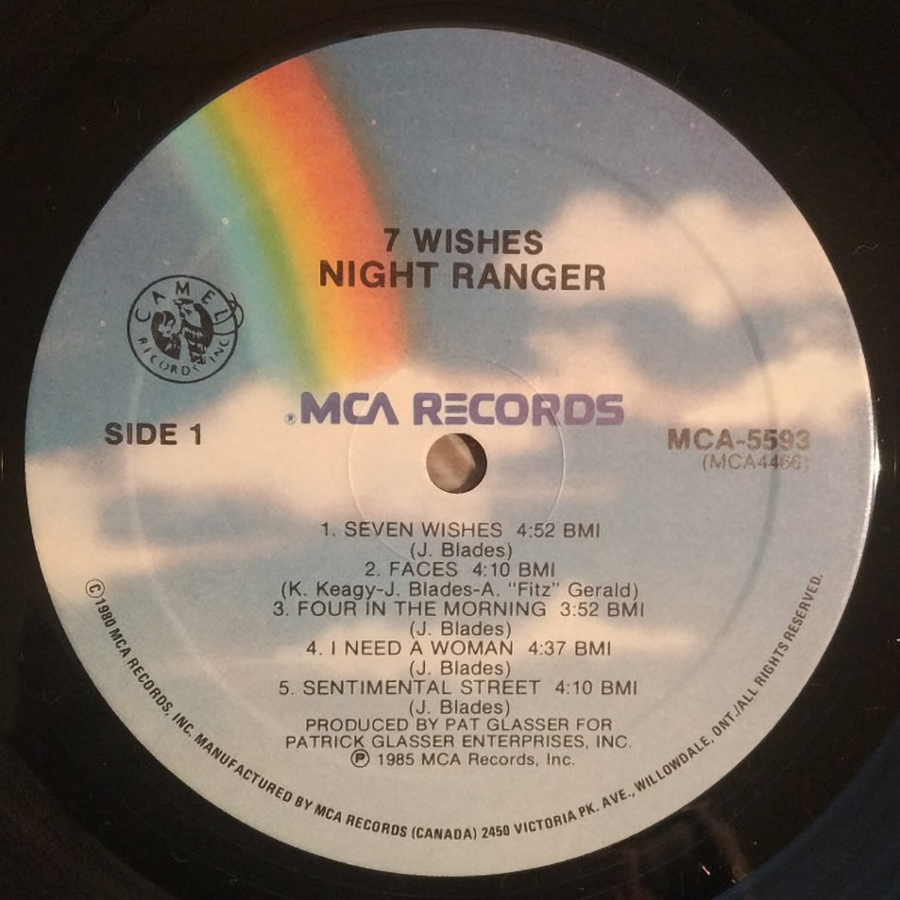 7 WISHES
NIGHT RANGER
CAMEL
RECORDS, INC.
®MCA RECORDS
SIDE 1
MCA-5593
(MCA4466)
1. SEVEN WISHES 4:52 BMI
(J. Blades)
2. FACES 4:10 BMI
(K. Keagy-J. Blades-A. "Fitz" Gerald)
3. FOUR IN THE MORNING 3:52 BMI
(J. Blades)
4. I NEED A WOMAN 4:37 BMI
(J. Blades)
5. SENTIMENTAL STREET 4:10 BMI
(J. Blades)
PRODUCED BY PAT GLASSER FOR
PATRICK GLASSER ENTERPRISES, INC.
℗ 1985 MCA Records, Inc.
©1980 MCA RECORDS, INC. MANUFACTURED BY MCA RECORDS (CANADA) 2450 VICTORIA PK. AVE., WILLOWDALE, ONT./ALL RIGHTS RESERVED.